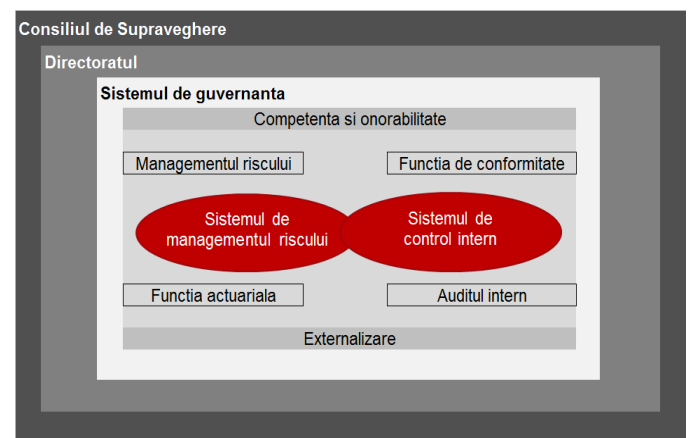 Consiliul de Supraveghere
Directoratul
Sistemul de guvernanta
Competenta si onorabilitate
Managementul riscului
Functia de conformitate
Sistemul de
managementul riscului
Sistemul de
control intern
Functia actuariala
Auditul intern
Externalizare